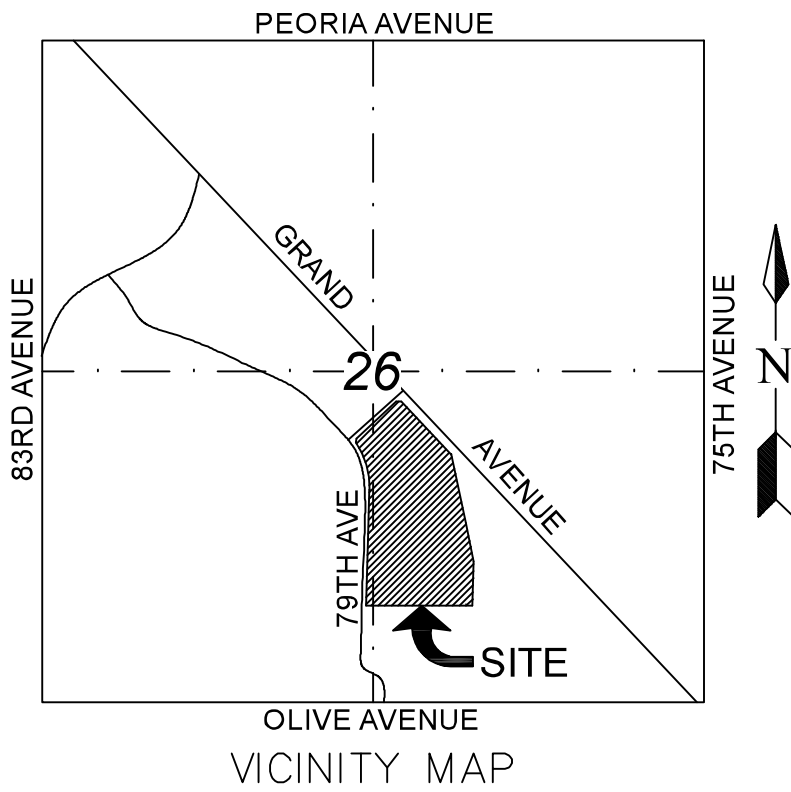 PEORIA AVENUE
GRAND
83RD AVENUE
26
75TH AVENUE
N
AVENUE
79TH AVE
SITE
OLIVE AVENUE
VICINITY MAP